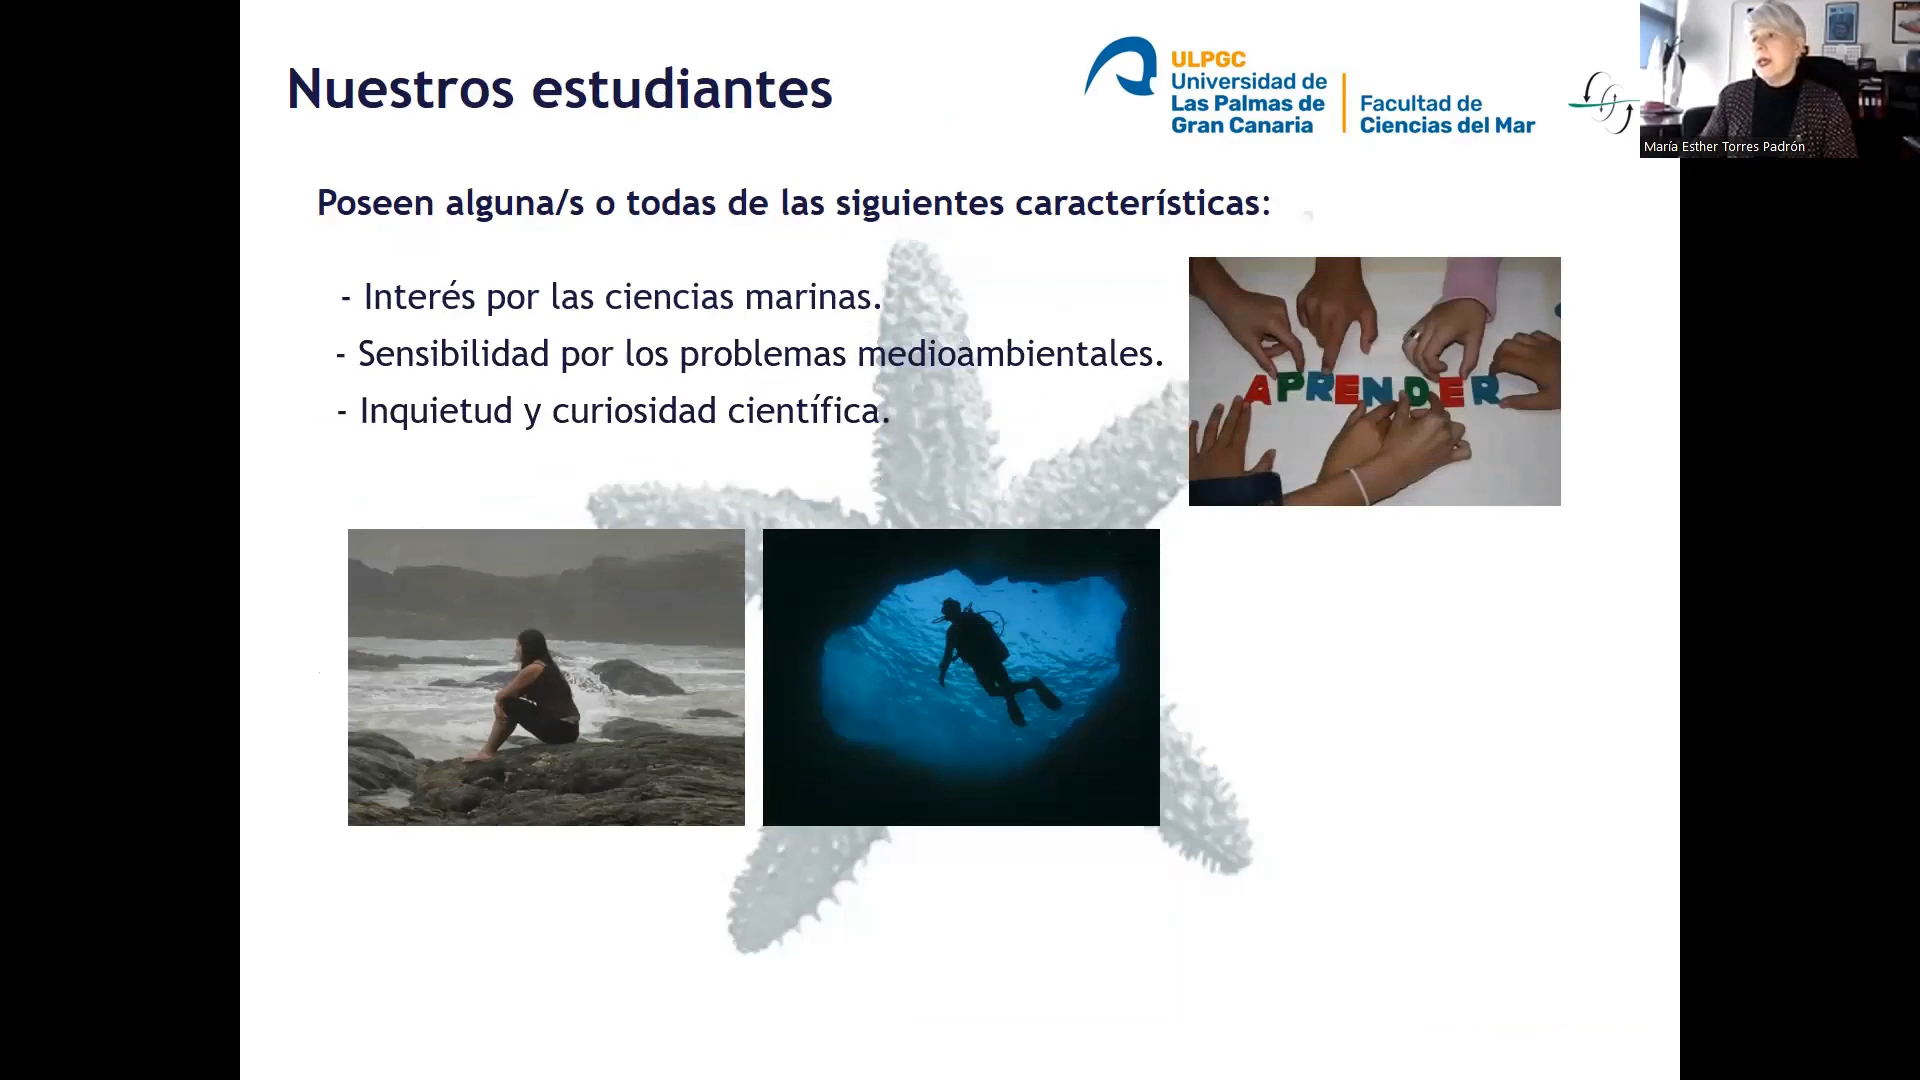 Nuestros estudiantes
ULPGC
Universidad de
Las Palmas de
Gran Canaria
Facultad de
Ciencias del Mar
María Esther Torres Padrón
Poseen alguna/s o todas de las siguientes características:
- Interés por las ciencias marinas.
- Sensibilidad por los problemas medioambientales.
- Inquietud y curiosidad científica.
APRENDER